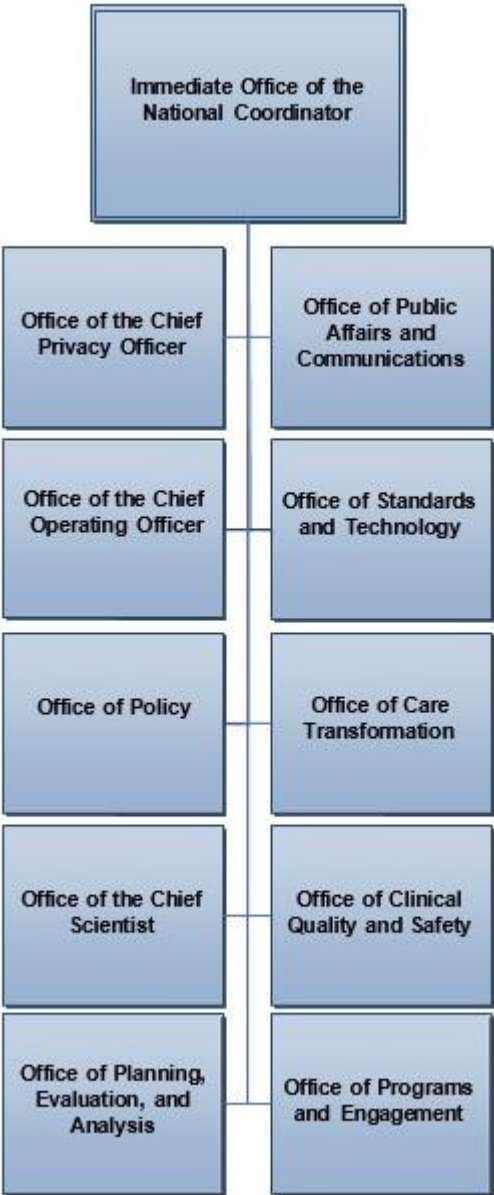 Immediate Office of the
National Coordinator
Office of the Chief
Privacy Officer
Office of Public
Affairs and
Communications
Office of the Chief
Operating Officer
Office of Standards
and Technology
Office of Policy
Office of Care
Transformation
Office of the Chief
Scientist
Office of Clinical
Quality and Safety
Office of Planning,
Evaluation, and
Analysis
Office of Programs
and Engagement